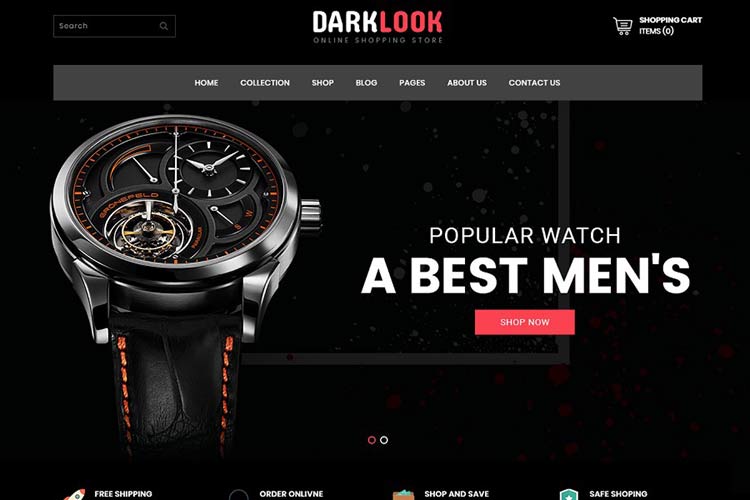 Search
DARKLOOK
ONLINE SHOPPING STORE
SHOPPING CART
ITEMS (0)
HOME COLLECTION SHOP BLOG PAGES ABOUT US CONTACT US
GRÖNEFELD
POPULAR WATCH
A BEST MEN'S
SHOP NOW
FREE SHIPPING
ORDER ONLIVNE
SHOP AND SAVE
SAFE SHOPING